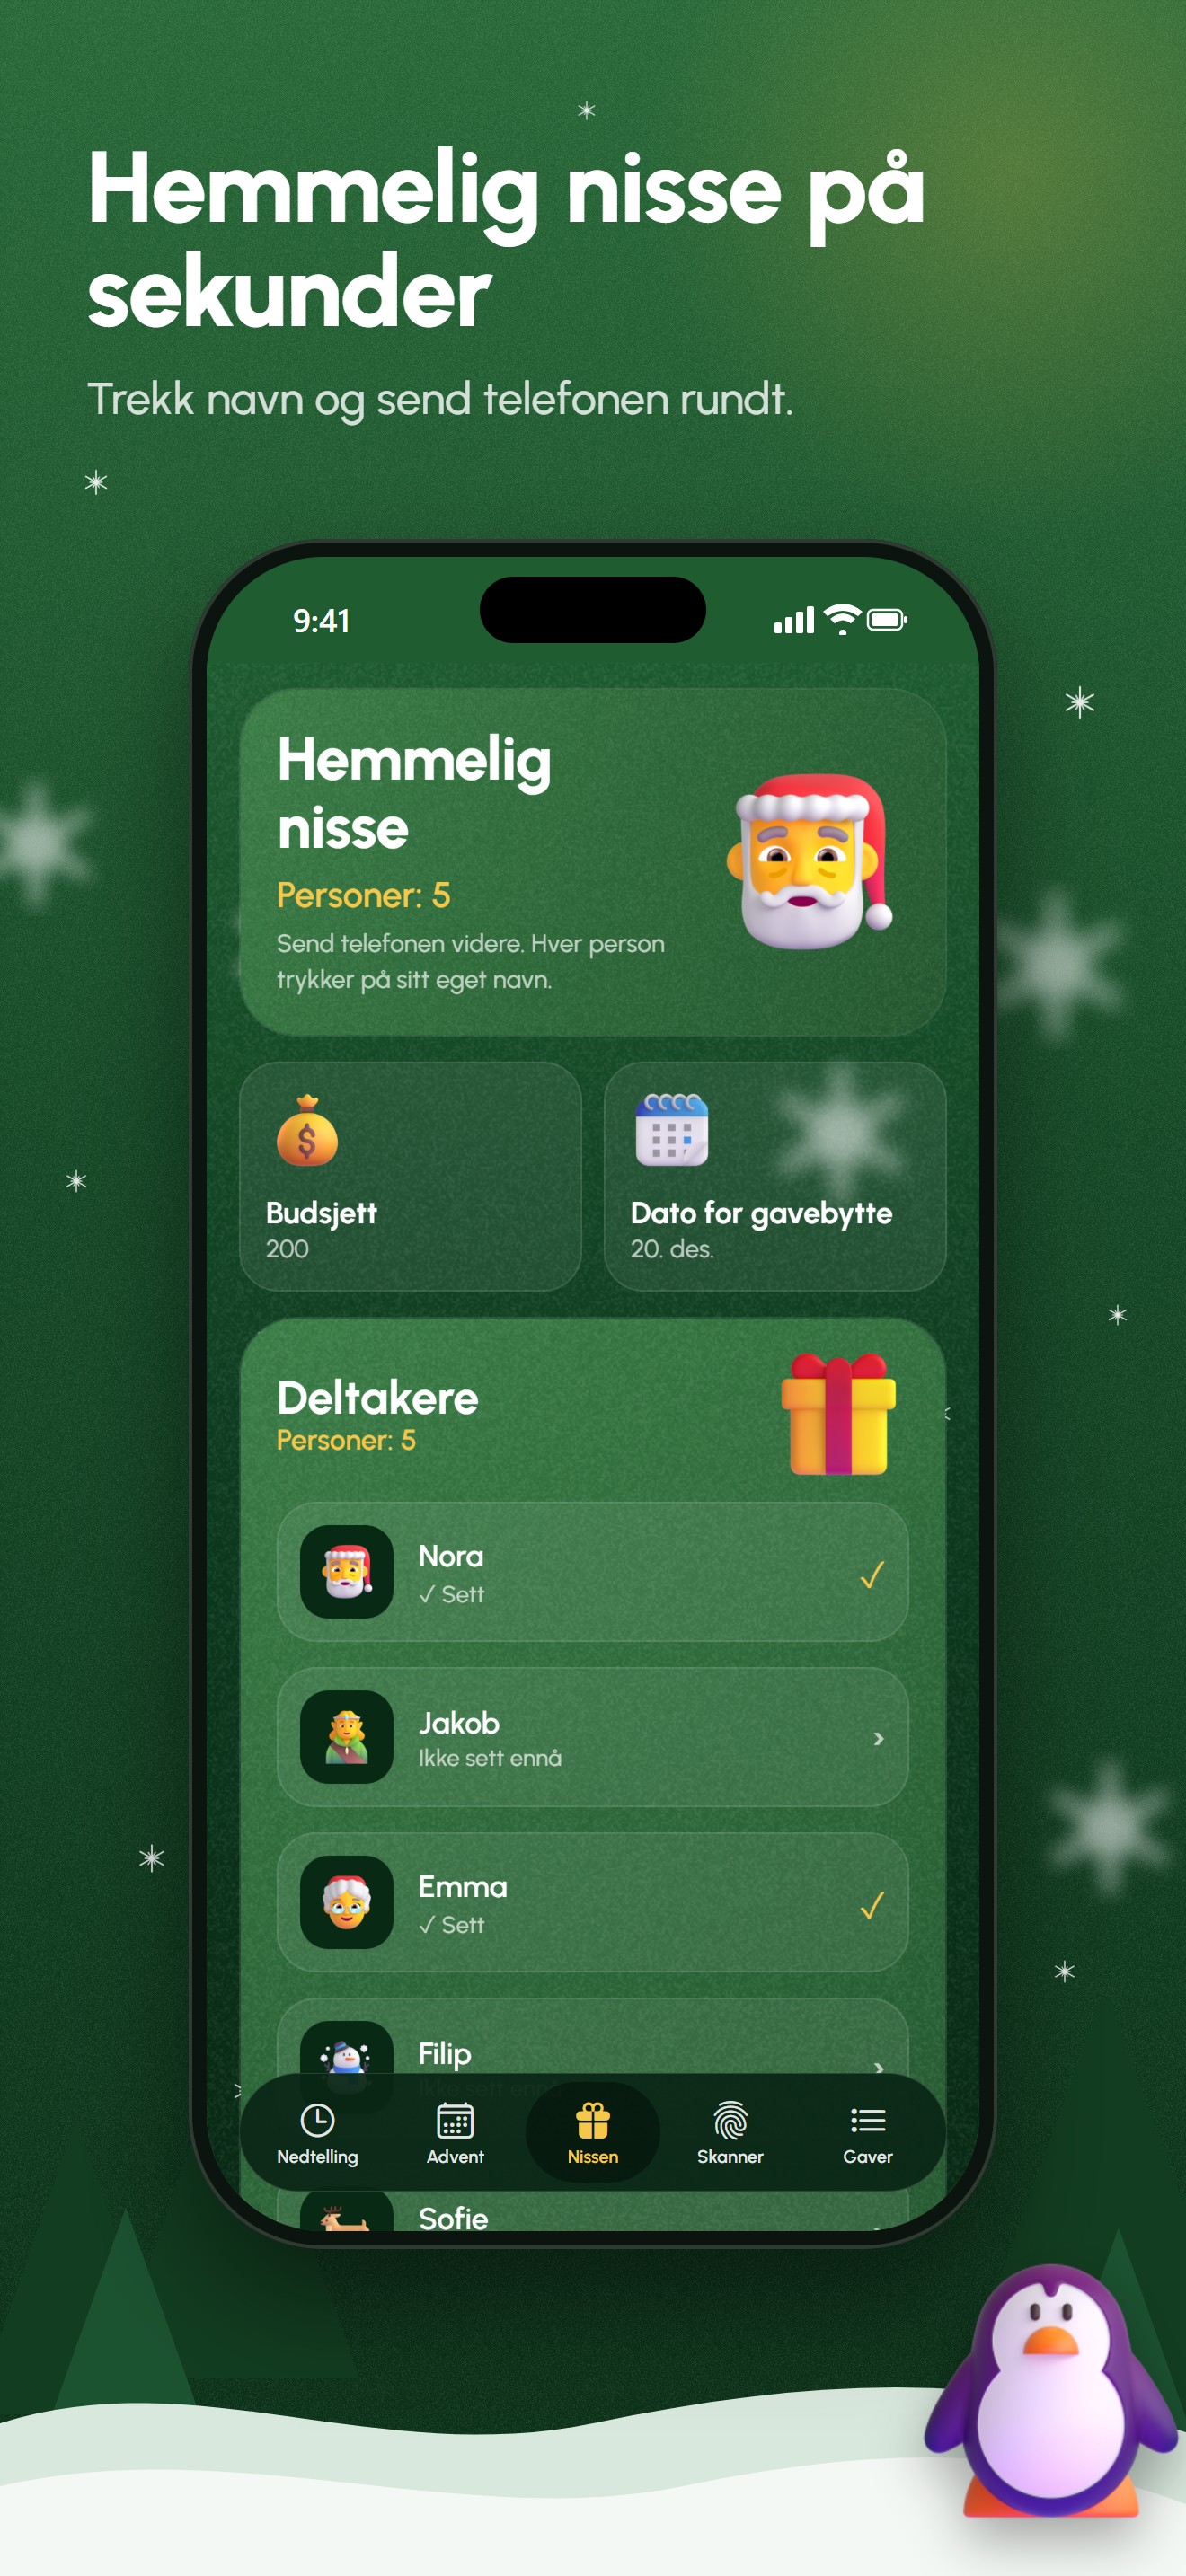 Hemmelig nisse på
sekunder
Trekk navn og send telefonen rundt.
9:41
Hemmelig
nisse
Personer: 5
Send telefonen videre. Hver person
trykker på sitt eget navn.
Budsjett
200
Dato for gavebytte
20. des.
Deltakere
Personer: 5
Nora
✓ Sett
Jakob
Ikke sett ennå
Emma
✓ Sett
Filip
Nedtelling
Advent
Nissen
Skanner
Gaver
Sofie